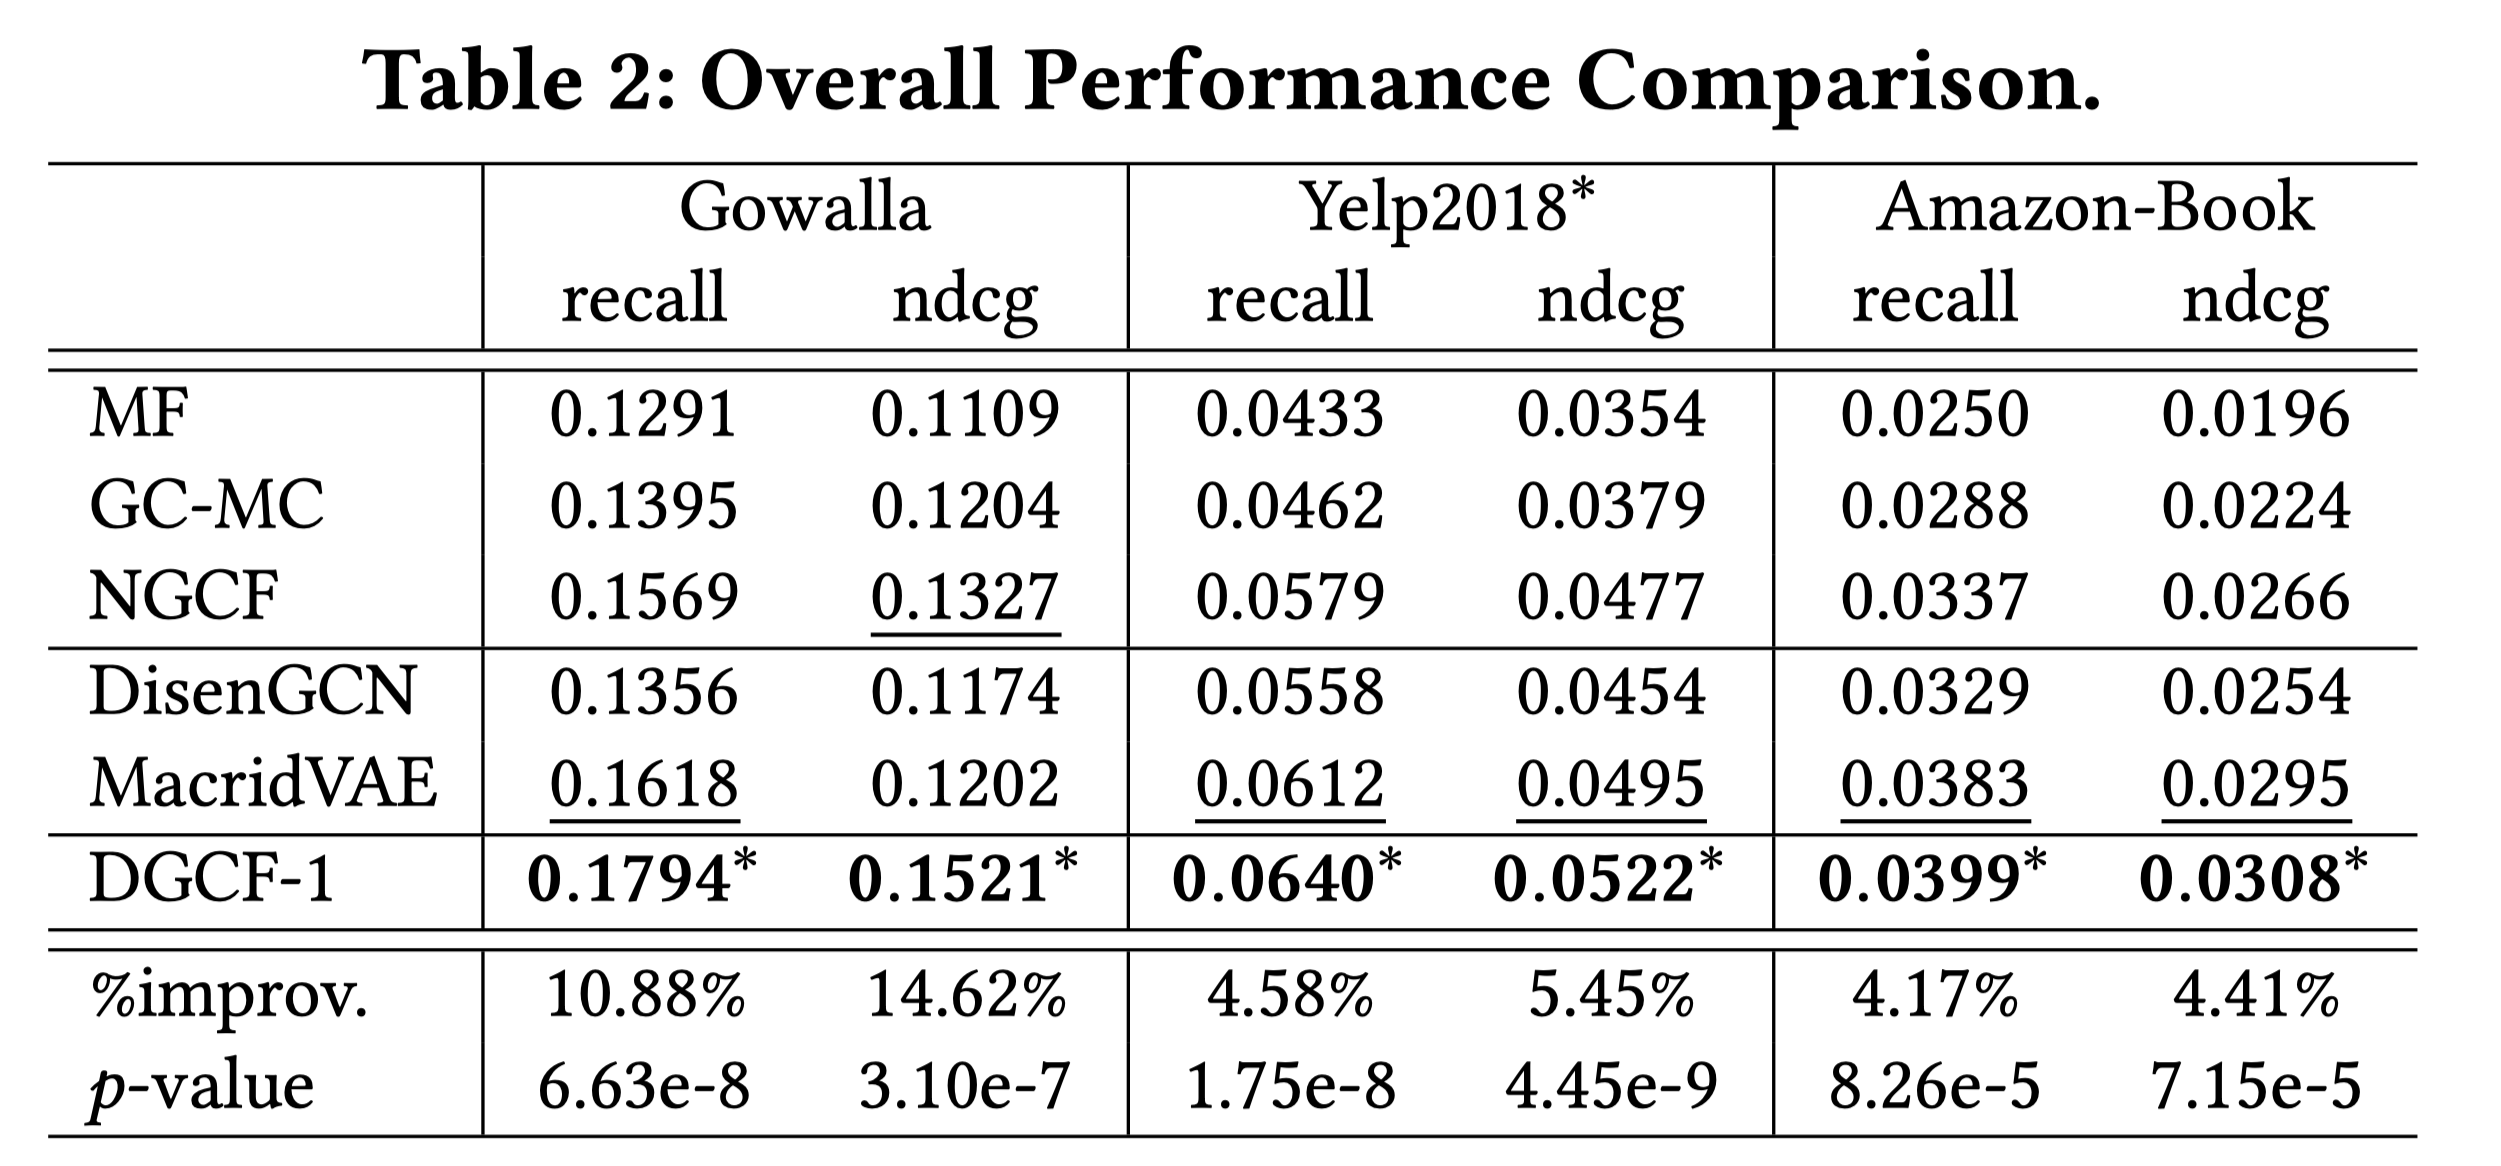 Table 2: Overall Performance Comparison.
Gowalla Yelp2018* Amazon-Book
recall ndcg recall ndcg recall ndcg
MF 0.1291 0.1109 0.0433 0.0354 0.0250 0.0196
GC-MC 0.1395 0.1204 0.0462 0.0379 0.0288 0.0224
NGCF 0.1569 0.1327 0.0579 0.0477 0.0337 0.0266
DisenGCN 0.1356 0.1174 0.0558 0.0454 0.0329 0.0254
MacridVAE 0.1618 0.1202 0.0612 0.0495 0.0383 0.0295
DGCF-1 0.1794* 0.1521* 0.0640* 0.0522* 0.0399* 0.0308*
%improv. 10.88% 14.62% 4.58% 5.45% 4.17% 4.41%
p-value 6.63e-8 3.10e-7 1.75e-8 4.45e-9 8.26e-5 7.15e-5